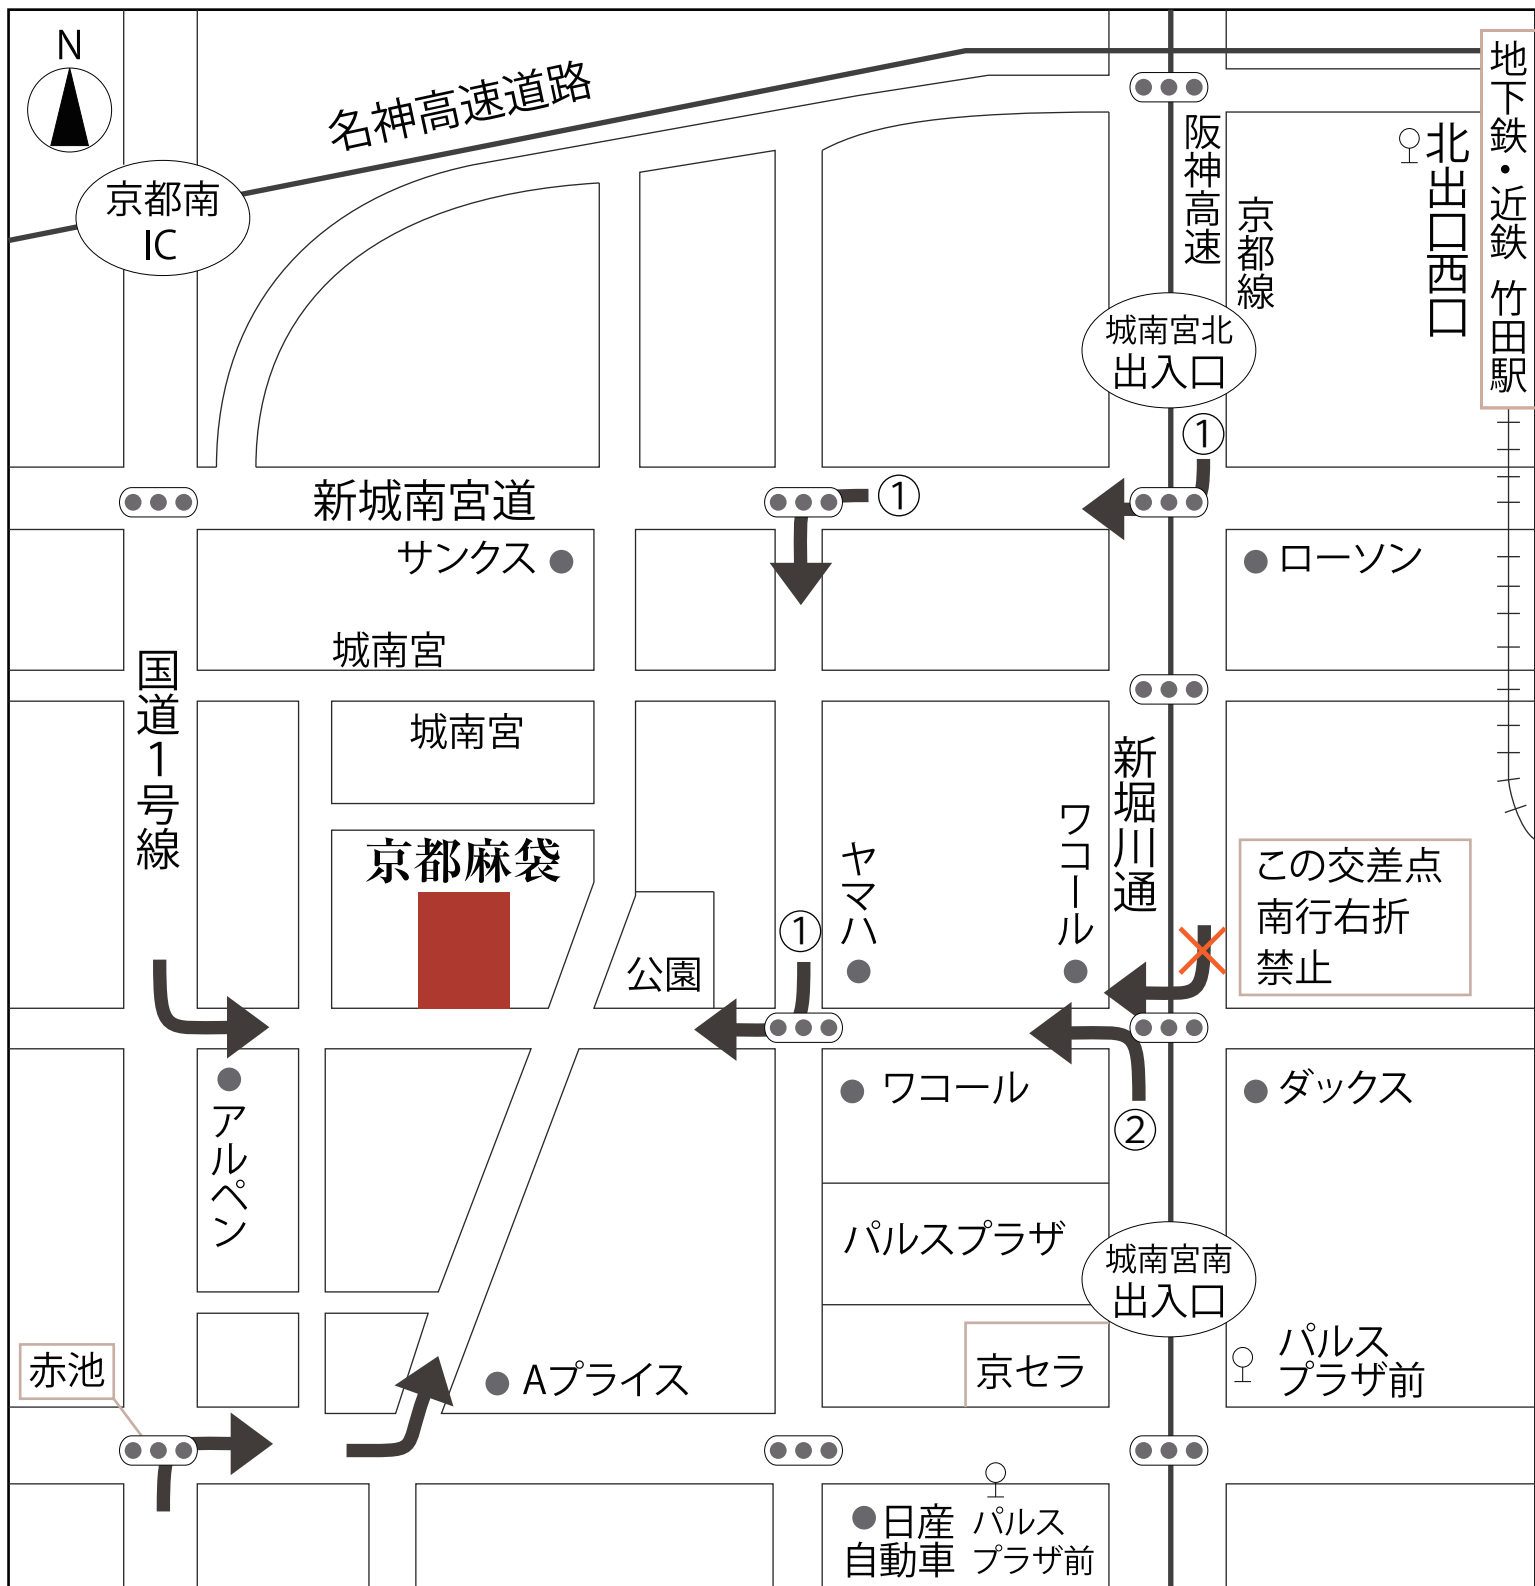 N
名神高速道路
京都南
IC
阪神高速
京都線
北出口西口
地下鉄・近鉄 竹田駅
城南宮北
出入口
①
①
新城南宮道
サンクス
ローソン
城南宮
国道1号線
城南宮
新堀川通
ワコール
ヤマハ
京都麻袋
この交差点
南行右折
禁止
①
公園
アルペン
ワコール
ダックス
②
パルスプラザ
城南宮南
出入口
赤池
Aプライス
京セラ
パルス
プラザ前
日産
自動車
パルス
プラザ前